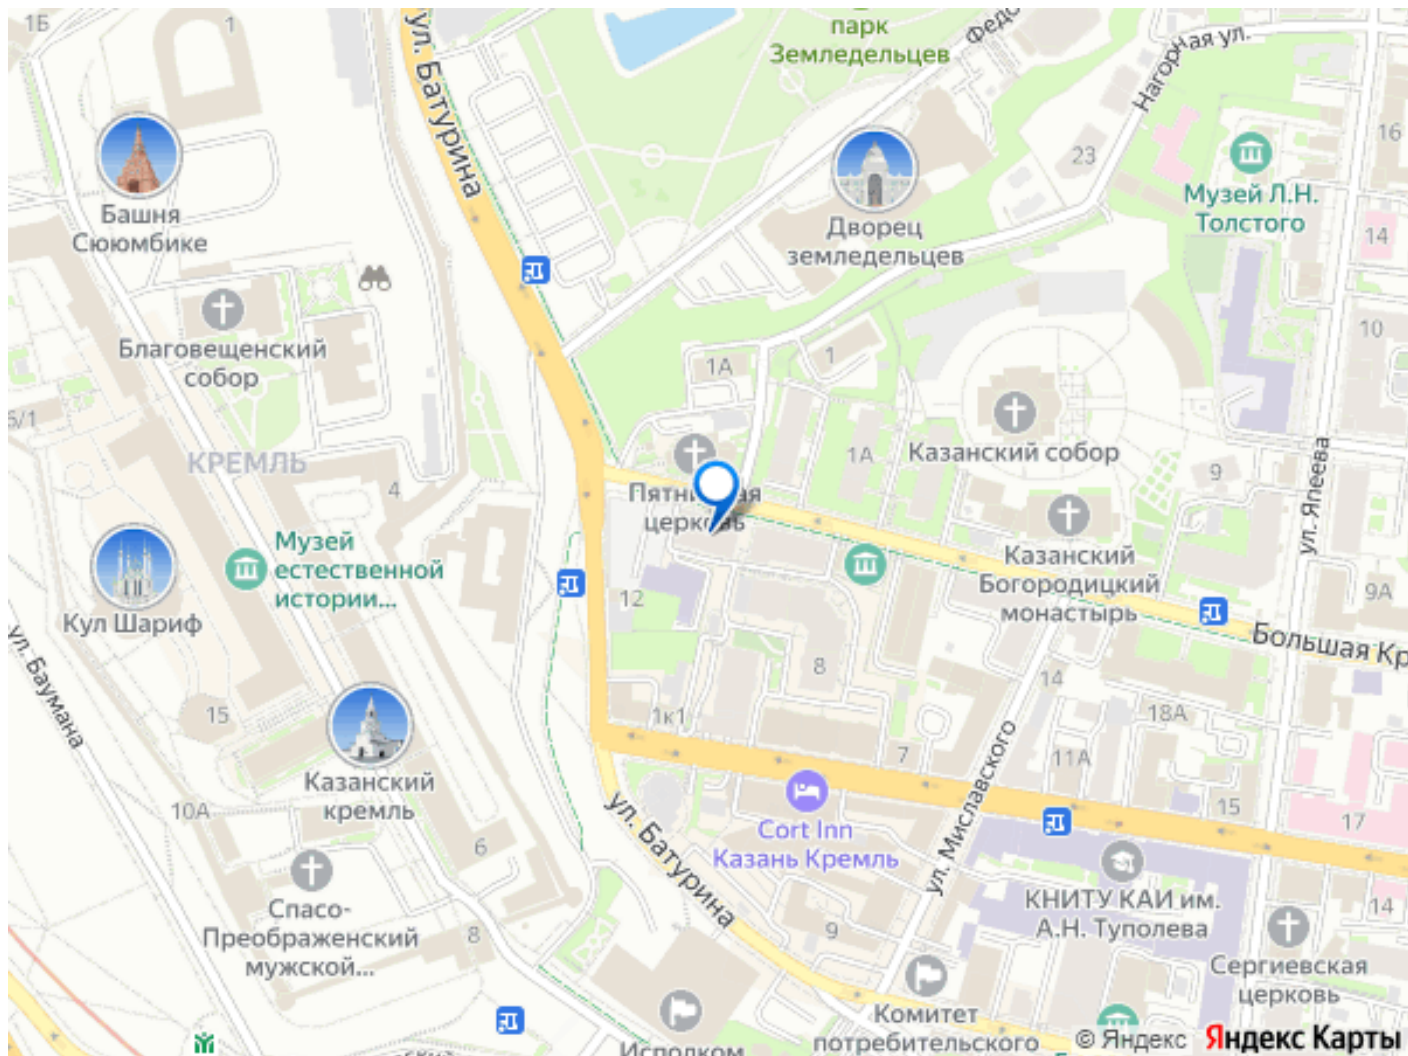 1Б
1
ул. Батурина
парк
Земледельцев
Нагорная ул.
16
23
Музей Л.Н.
Толстого
14
Башня
Сююмбике
Дворец
земледельцев
Благовещенский
собор
1А
1
10
КРЕМЛЬ
4
1А
Казанский собор
9
ул. Япеева
Пятницкая
церковь
Музей
естественной
истории...
Казанский
Богородицкий
монастырь
9А
Кул Шариф
12
Большая Кр
ул. Баумана
8
14
15
1к1
18А
7
11А
Казанский
кремль
10А
6
ул. Батурина
Cort Inn
Казань Кремль
ул. Миславского
15
17
КНИТУ КАИ им.
А.Н. Туполева
14
Спасо-
Преображенский
мужской...
8
9
Сергиевская
церковь
Комитет
потребительского
Исполком
© Яндекс
Яндекс Карты